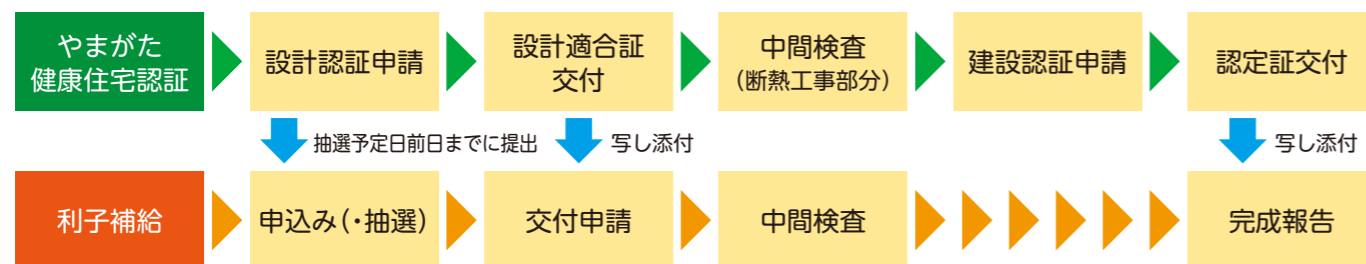 やまがた
健康住宅認証
設計認証申請
設計適合証
交付
中間検査
（断熱工事部分）
建設認証申請
認定証交付
抽選予定日前日までに提出
写し添付
写し添付
利子補給
申込み（・抽選）
交付申請
中間検査
完成報告